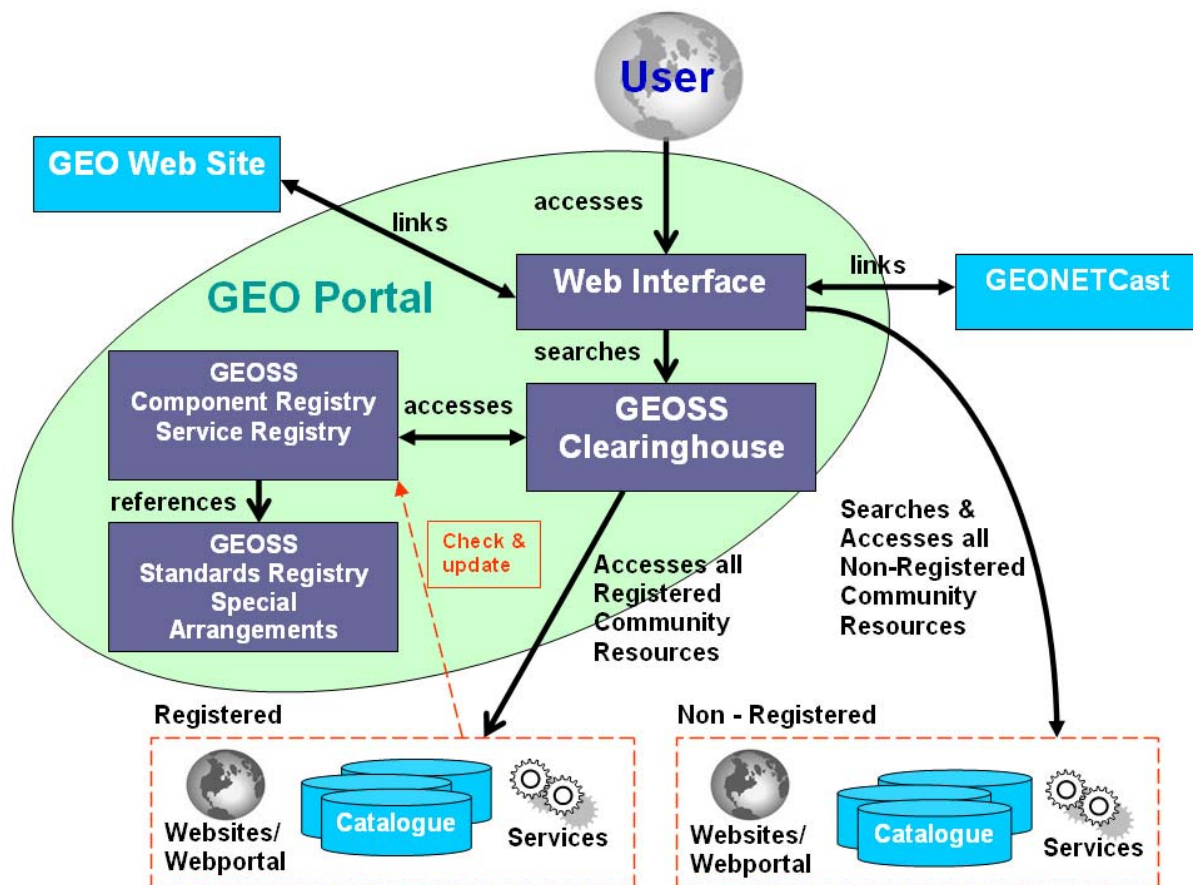 User
GEO Web Site
links
accesses
Web Interface
links
GEONETCast
GEO Portal
searches
GEOSS
Component Registry
Service Registry
accesses
GEOSS
Clearinghouse
references
GEOSS
Standards Registry
Special
Arrangements
Check &
update
Accesses all
Registered
Community
Resources
Searches &
Accesses all
Non-Registered
Community
Resources
Registered
Websites/
Webportal
Catalogue
Services
Non - Registered
Websites/
Webportal
Catalogue
Services